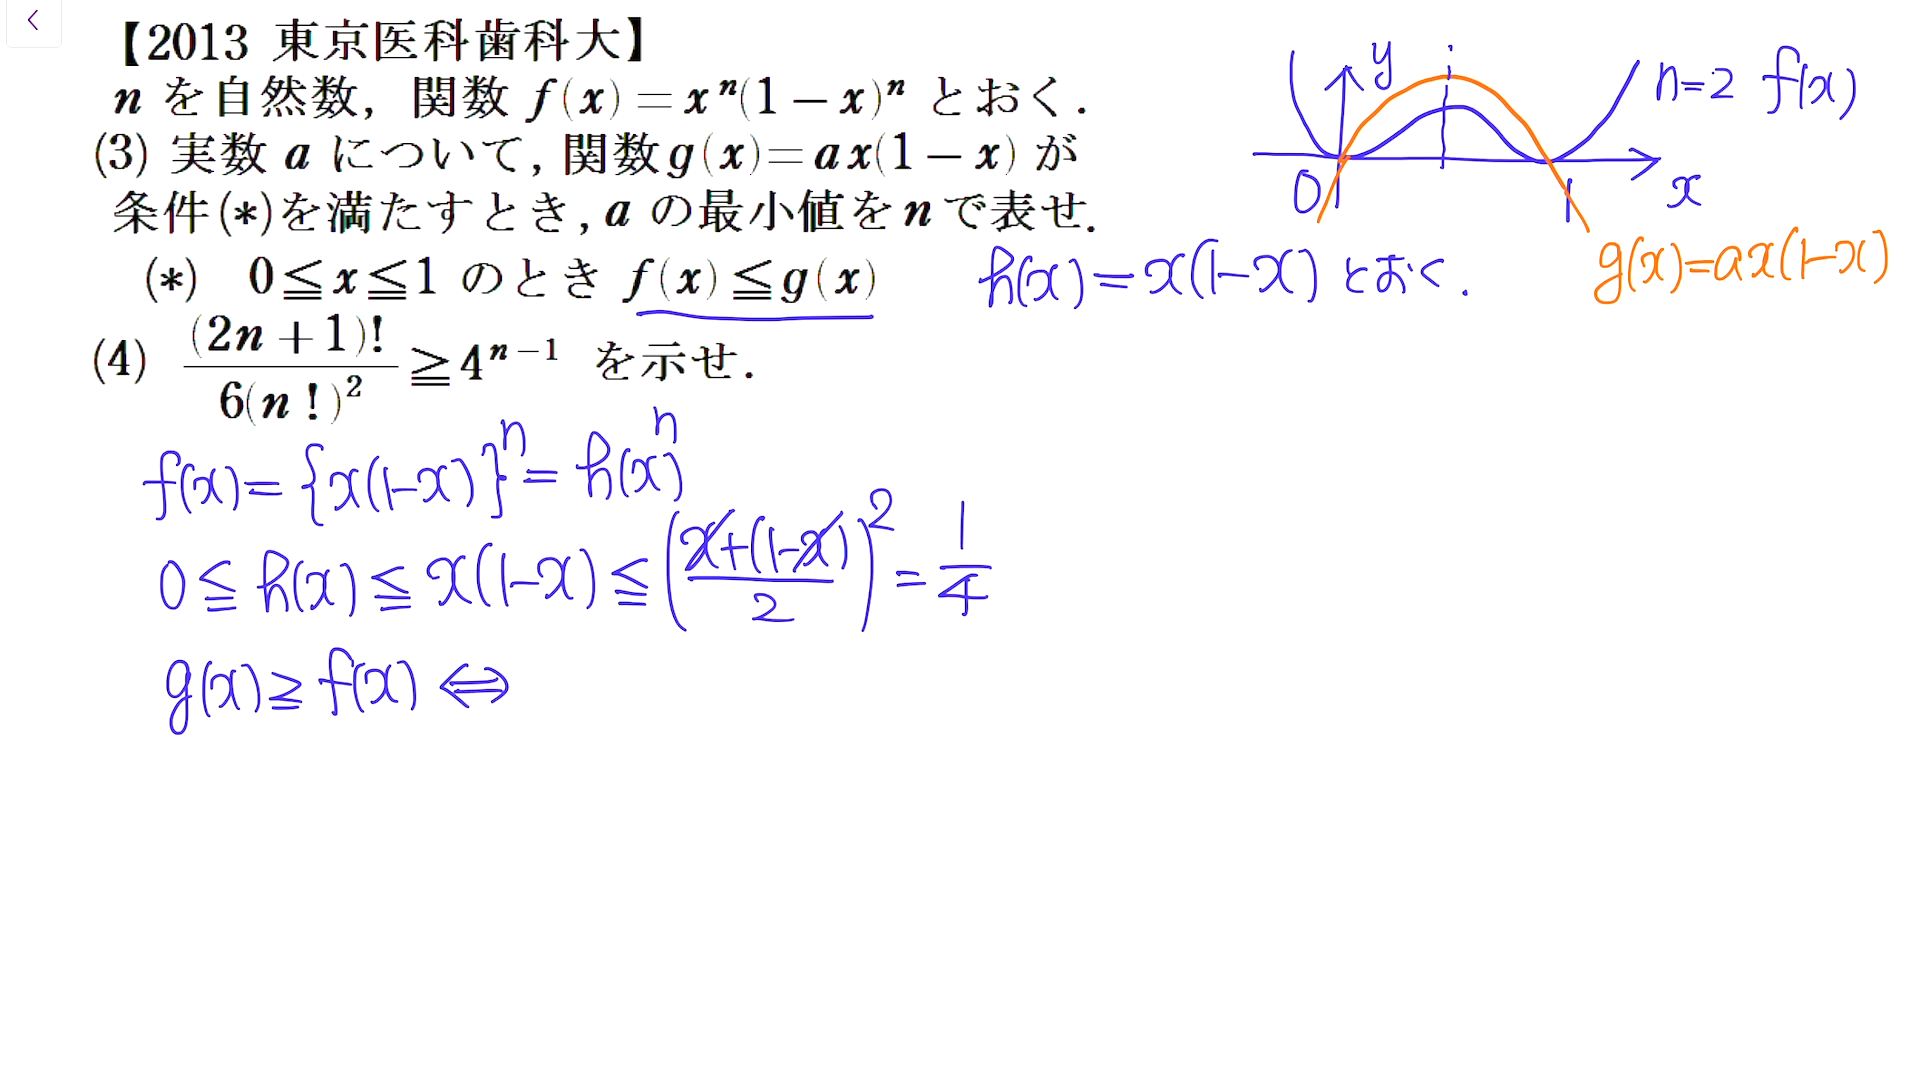 【2013 東京医科歯科大】
n を自然数, 関数 f(x)=xⁿ(1−x)ⁿ とおく.
(3) 実数 a について, 関数g(x)=ax(1−x) が
条件(*)を満たすとき, a の最小値を n で表せ.
(*) 0≦x≦1 のとき f(x)≦g(x)
(4) (2n+1)!/6(n!)² ≧ 4ⁿ⁻¹ を示せ.
y
n=2 f(x)
0
1
x
g(x)=ax(1-x)
h(x)=x(1-x) とおく.
f(x)={x(1-x)}ⁿ=h(x)ⁿ
0≦h(x)≦x(1-x)≦((x+(1-x))/2)²=1/4
g(x)≧f(x)⇔